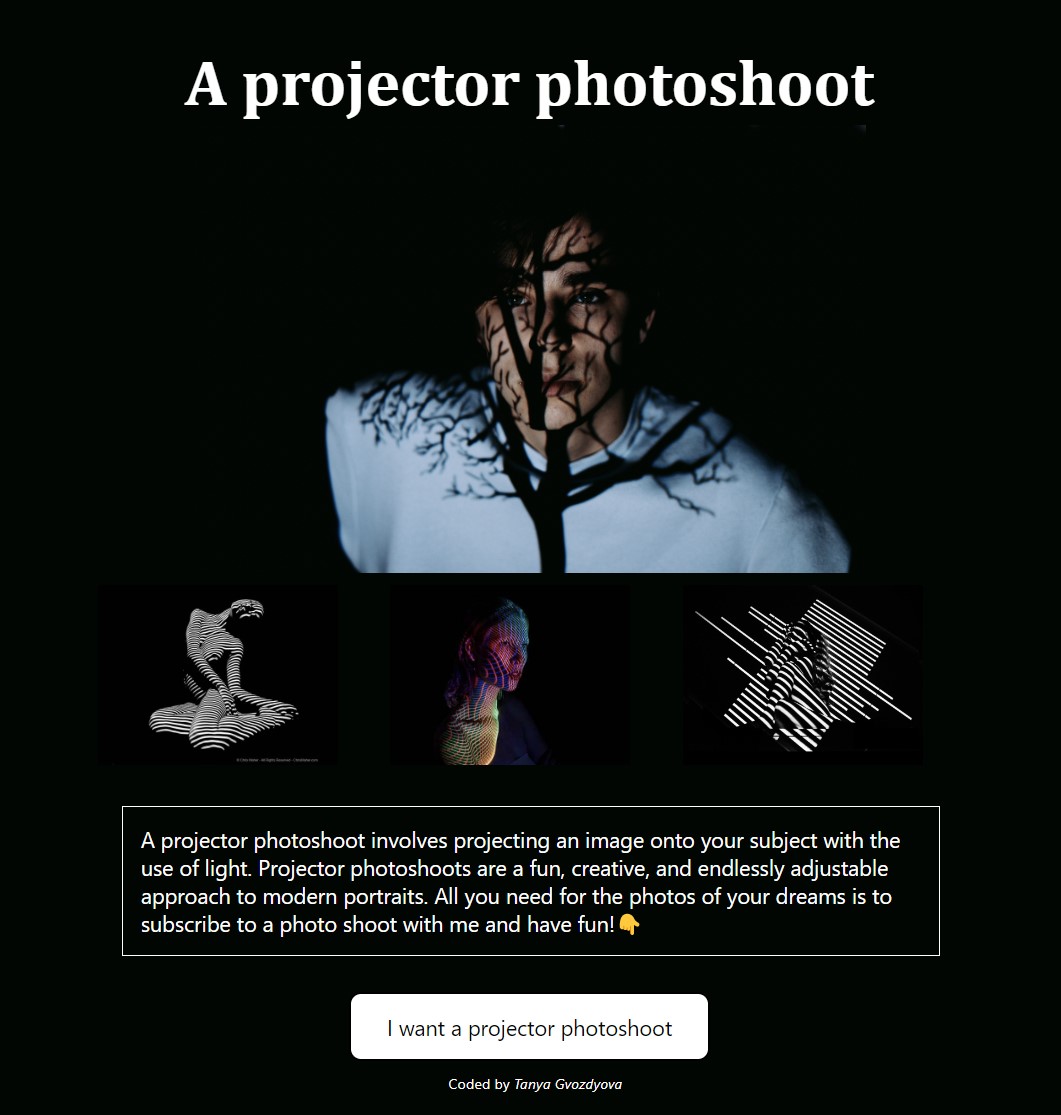 A projector photoshoot
A projector photoshoot involves projecting an image onto your subject with the
use of light. Projector photoshoots are a fun, creative, and endlessly adjustable
approach to modern portraits. All you need for the photos of your dreams is to
subscribe to a photo shoot with me and have fun!👇
I want a projector photoshoot
Coded by Tanya Gvozdyova